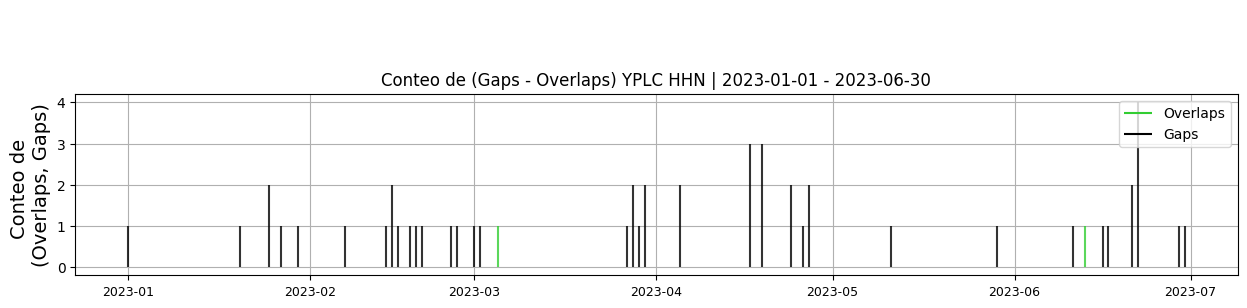 Conteo de (Gaps - Overlaps) YPLC HHN | 2023-01-01 - 2023-06-30
Conteo de
(Overlaps, Gaps)
4
3
2
1
0
Overlaps
Gaps
2023-01
2023-02
2023-03
2023-04
2023-05
2023-06
2023-07